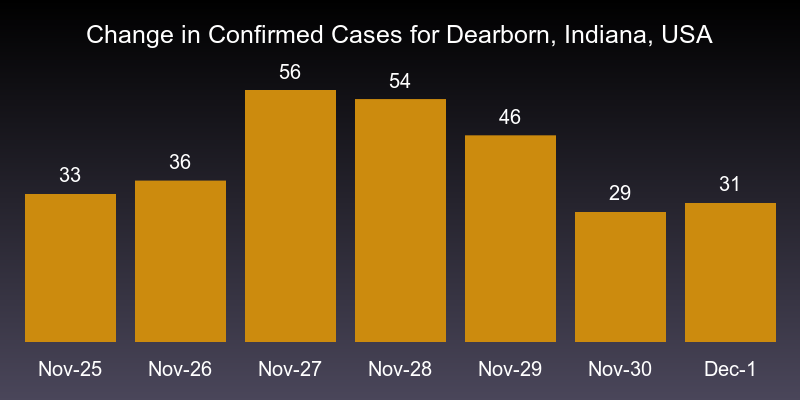 Change in Confirmed Cases for Dearborn, Indiana, USA
33 36 56 54 46 29 31
Nov-25 Nov-26 Nov-27 Nov-28 Nov-29 Nov-30 Dec-1